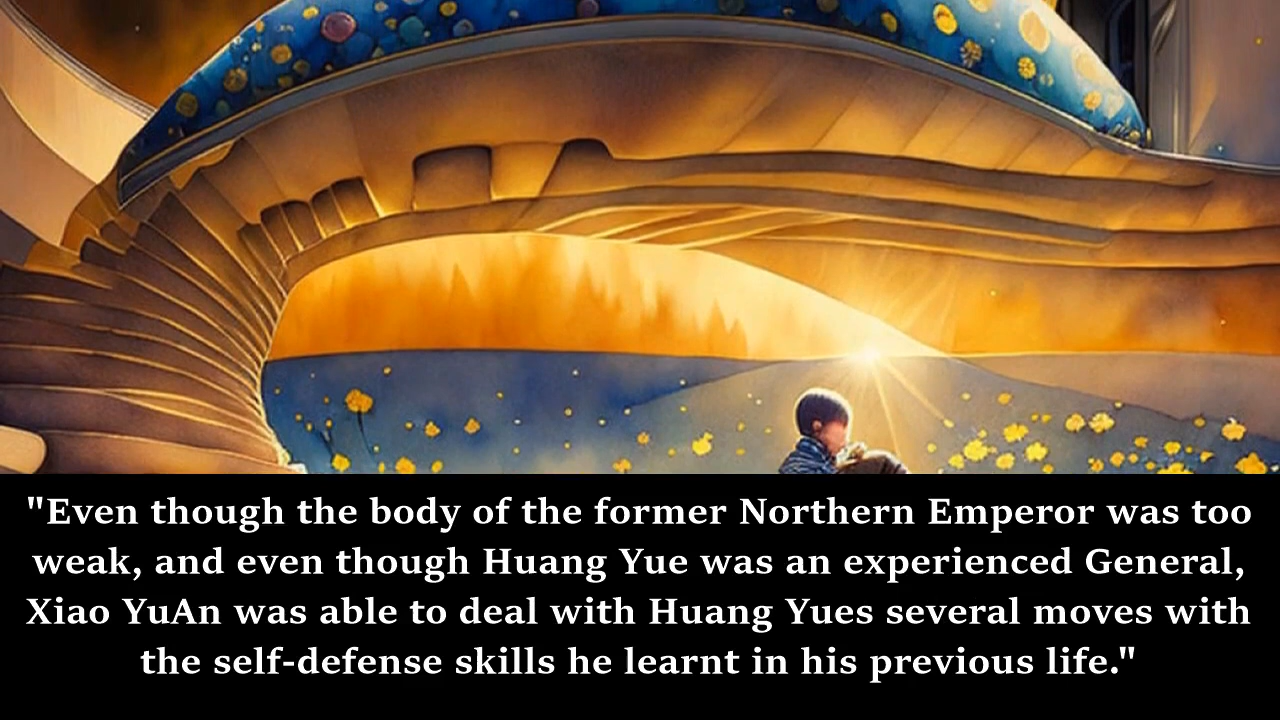 "Even though the body of the former Northern Emperor was too
weak, and even though Huang Yue was an experienced General,
Xiao YuAn was able to deal with Huang Yues several moves with
the self-defense skills he learnt in his previous life."